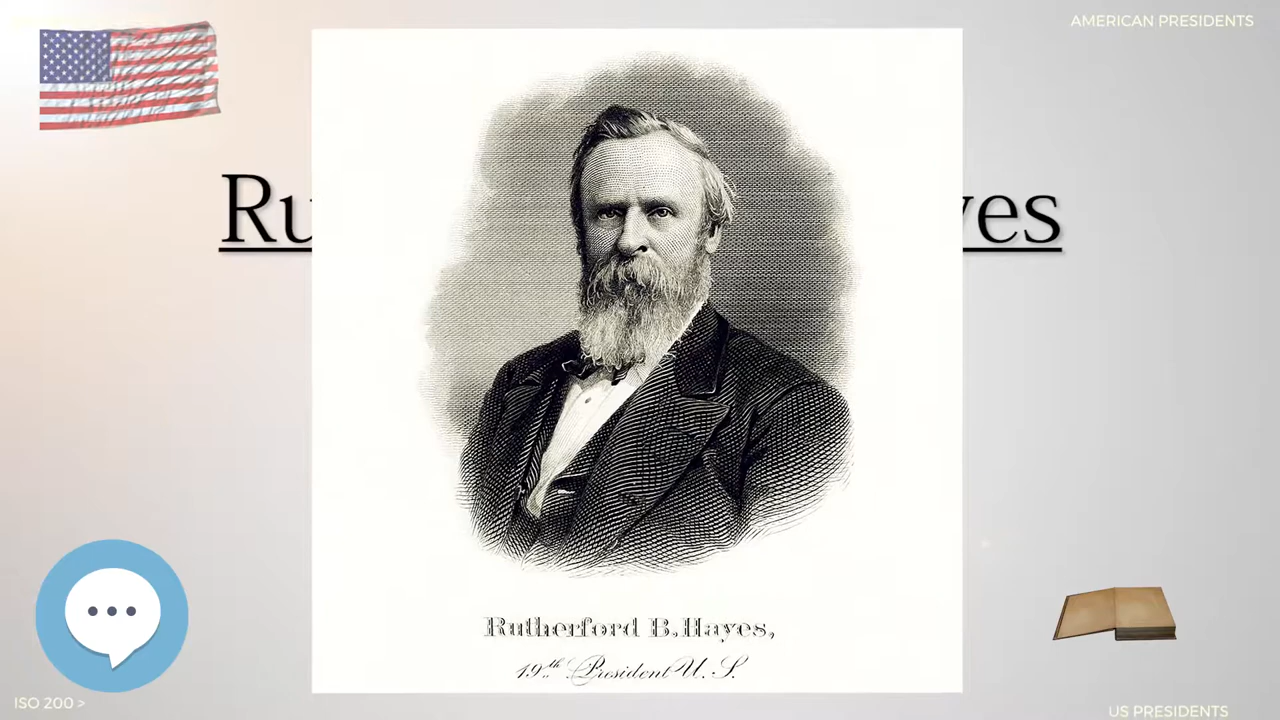 AMERICAN PRESIDENTS
Ru
yes
Rutherford B. Hayes,
19th President U. S.
ISO 200 >
US PRESIDENTS